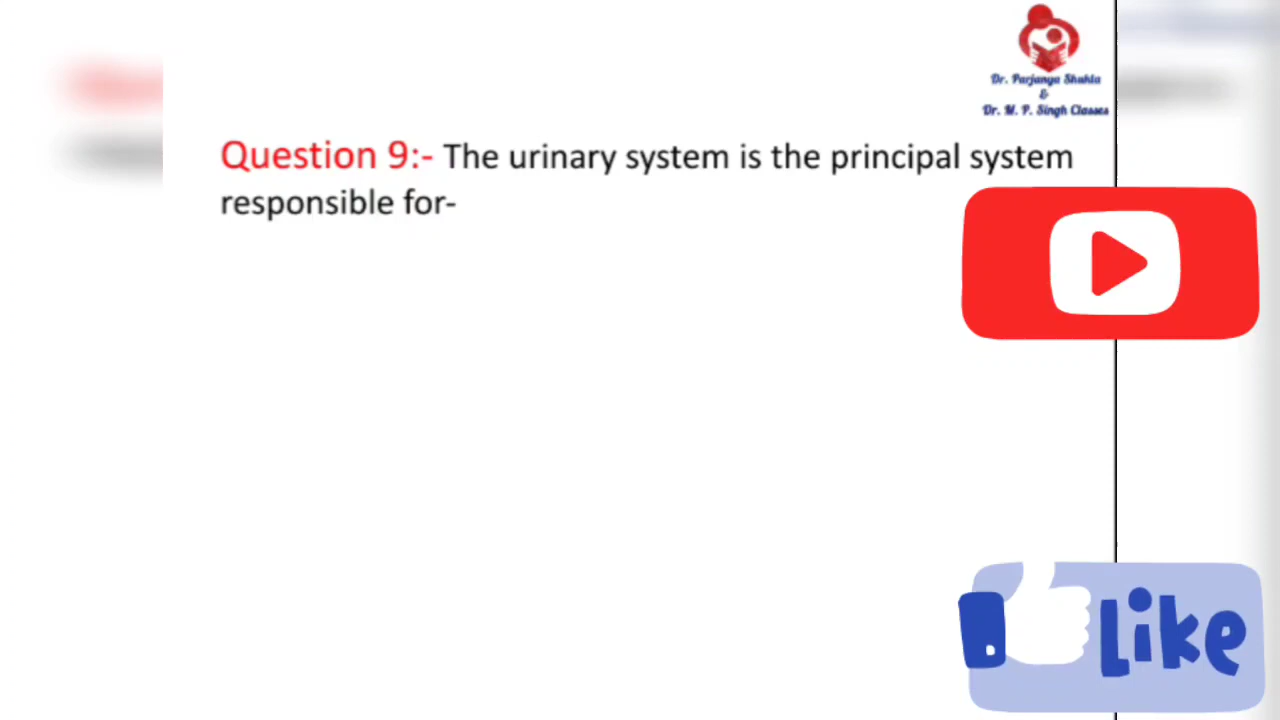 Dr. Parjanya Shukla
&
Dr. M. P. Singh Classes
Question 9:- The urinary system is the principal system
responsible for-
Like